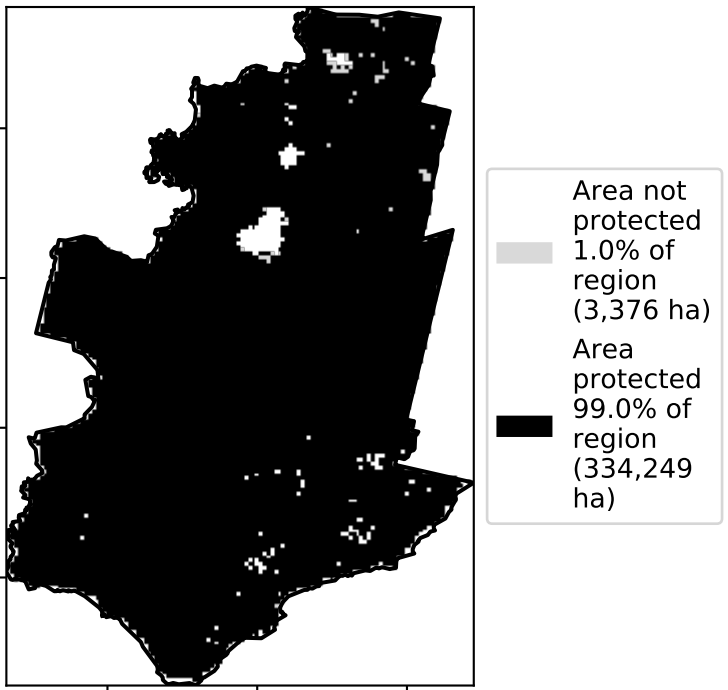 Area not
protected
1.0% of
region
(3,376 ha)
Area
protected
99.0% of
region
(334,249
ha)